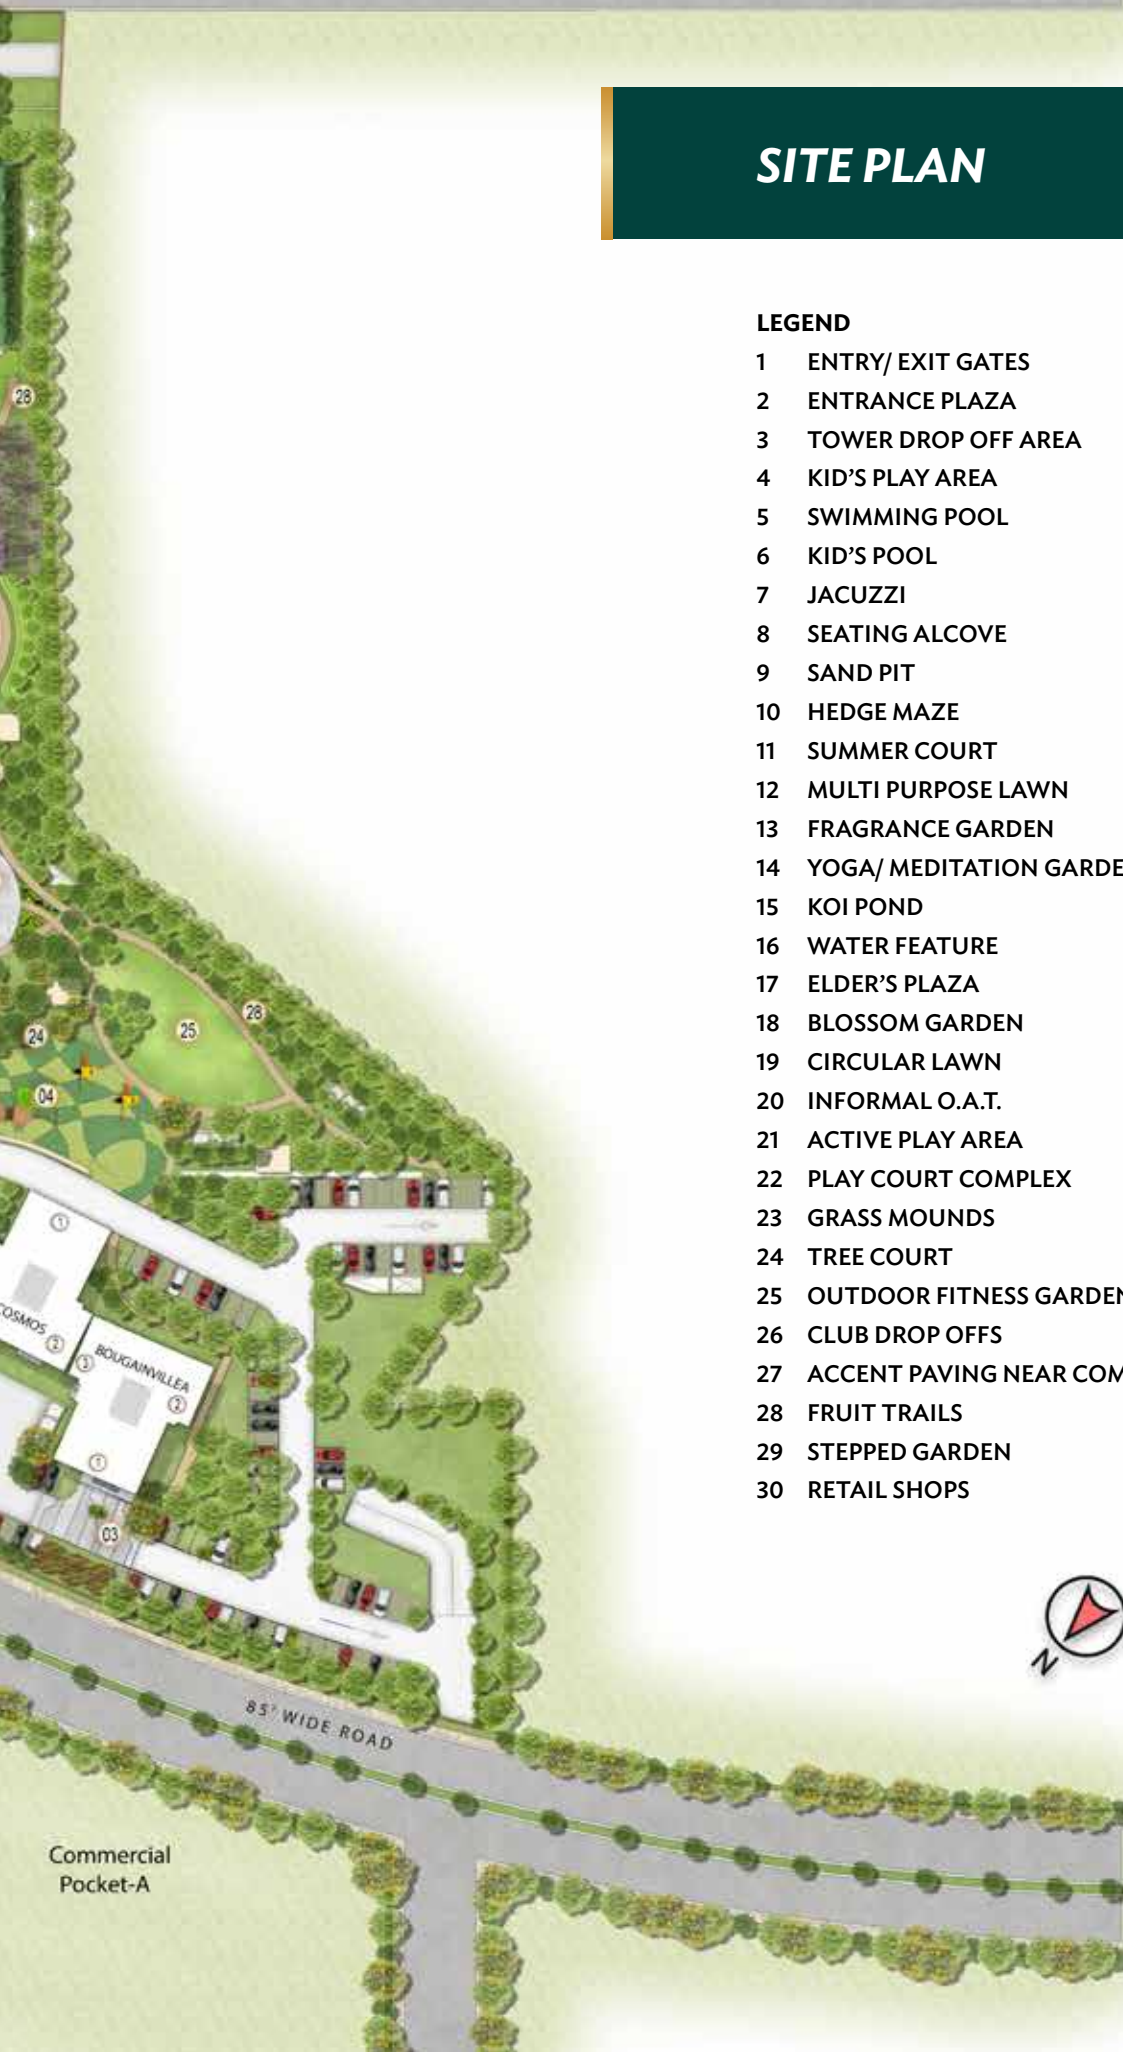 SITE PLAN
LEGEND
1 ENTRY/ EXIT GATES
2 ENTRANCE PLAZA
3 TOWER DROP OFF AREA
4 KID’S PLAY AREA
5 SWIMMING POOL
6 KID’S POOL
7 JACUZZI
8 SEATING ALCOVE
9 SAND PIT
10 HEDGE MAZE
11 SUMMER COURT
12 MULTI PURPOSE LAWN
13 FRAGRANCE GARDEN
14 YOGA/ MEDITATION GARDE
15 KOI POND
16 WATER FEATURE
17 ELDER’S PLAZA
18 BLOSSOM GARDEN
19 CIRCULAR LAWN
20 INFORMAL O.A.T.
21 ACTIVE PLAY AREA
22 PLAY COURT COMPLEX
23 GRASS MOUNDS
24 TREE COURT
25 OUTDOOR FITNESS GARDEN
26 CLUB DROP OFFS
27 ACCENT PAVING NEAR COM
28 FRUIT TRAILS
29 STEPPED GARDEN
30 RETAIL SHOPS
N
28
28
25
24
04
1
COSMOS
2
3
BOUGAINVILLEA
2
1
03
85' WIDE ROAD
Commercial
Pocket-A